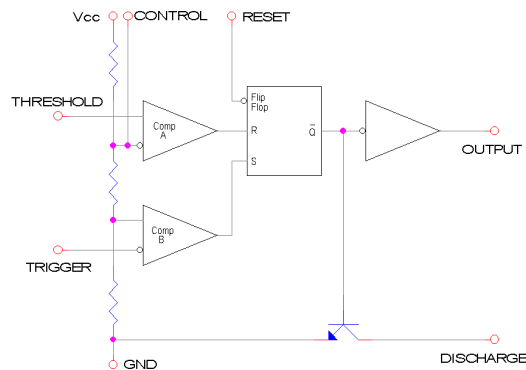 Vcc
CONTROL
RESET
THRESHOLD
Flip
Flop
Comp
A
R
Q
OUTPUT
S
Comp
B
TRIGGER
GND
DISCHARGE